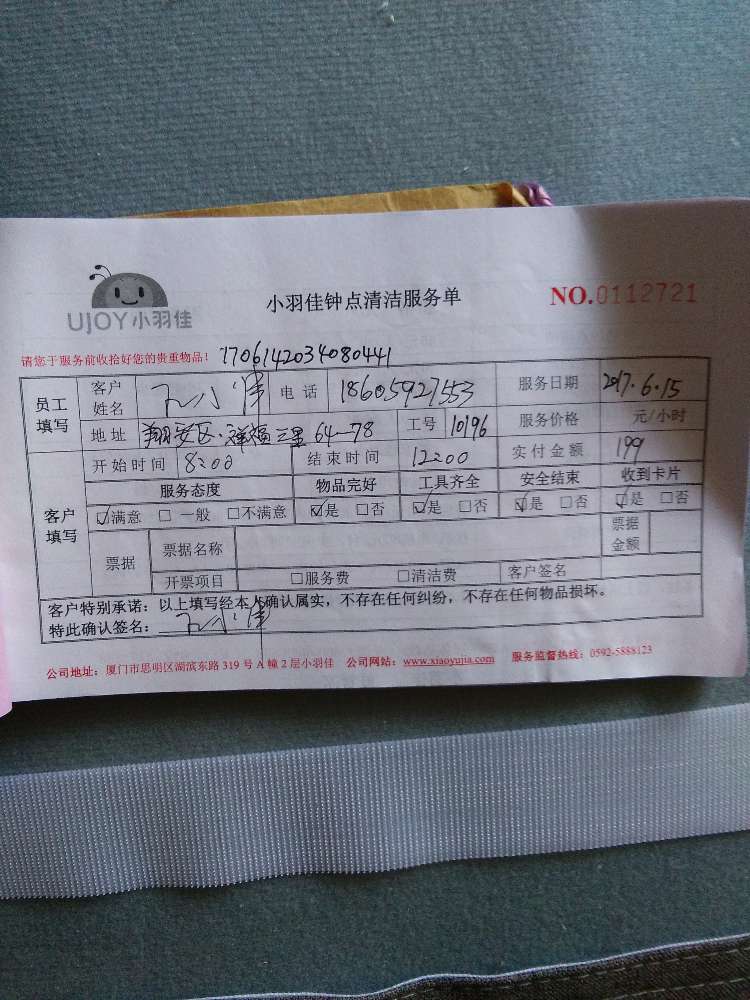 UJOY小羽佳
小羽佳钟点清洁服务单
NO.0112721
请您于服务前收拾好您的贵重物品! 1706142034080441
员工填写 客户姓名 小伟 电话 18605927553 服务日期 2017.6.15
地址 翔安区·祥福三里 64-78 工号 10196 服务价格 元/小时
客户填写 开始时间 8:00 结束时间 12:00 实付金额 199
服务态度 物品完好 工具齐全 安全结束 收到卡片
☑满意 □一般 □不满意 ☑是 □否 ☑是 □否 ☑是 □否 ☑是 □否
票据 票据名称 票据金额
开票项目 □服务费 □清洁费 客户签名
客户特别承诺：以上填写经本人确认属实，不存在任何纠纷，不存在任何物品损坏。
特此确认签名： 小伟
公司地址：厦门市思明区湖滨东路 319 号 A 幢 2 层小羽佳 公司网站：www.xiaoyujia.com 服务监督热线：0592-5888123